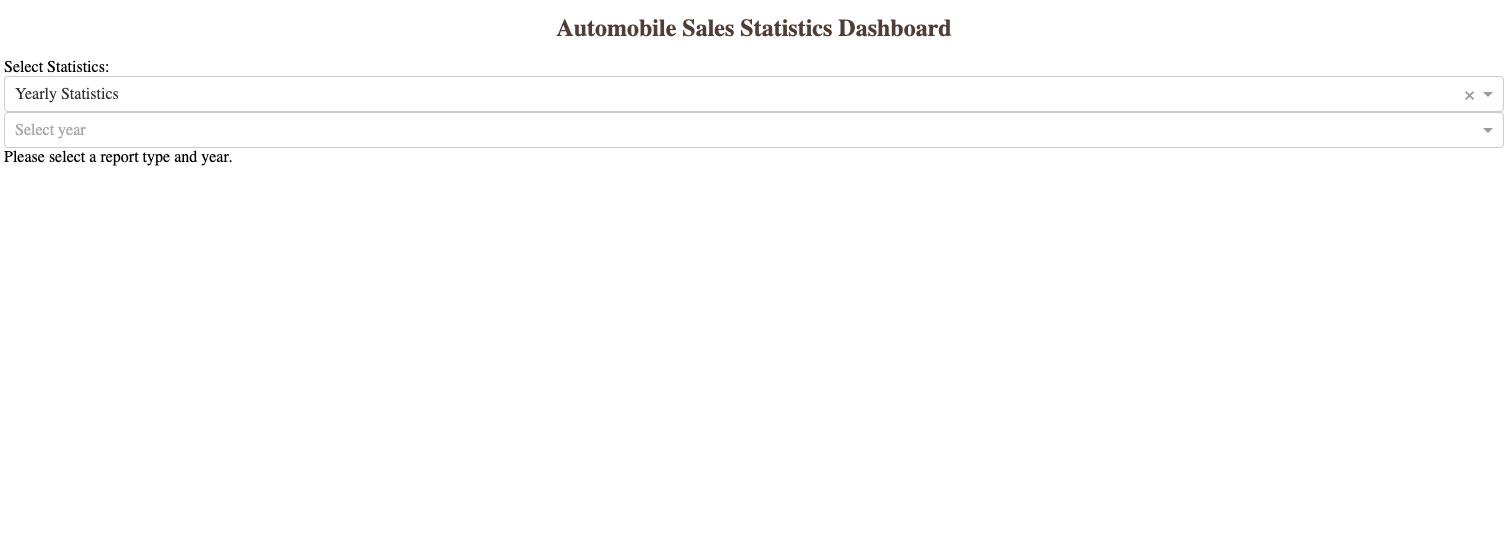 Automobile Sales Statistics Dashboard
Select Statistics:
Yearly Statistics
Select year
Please select a report type and year.